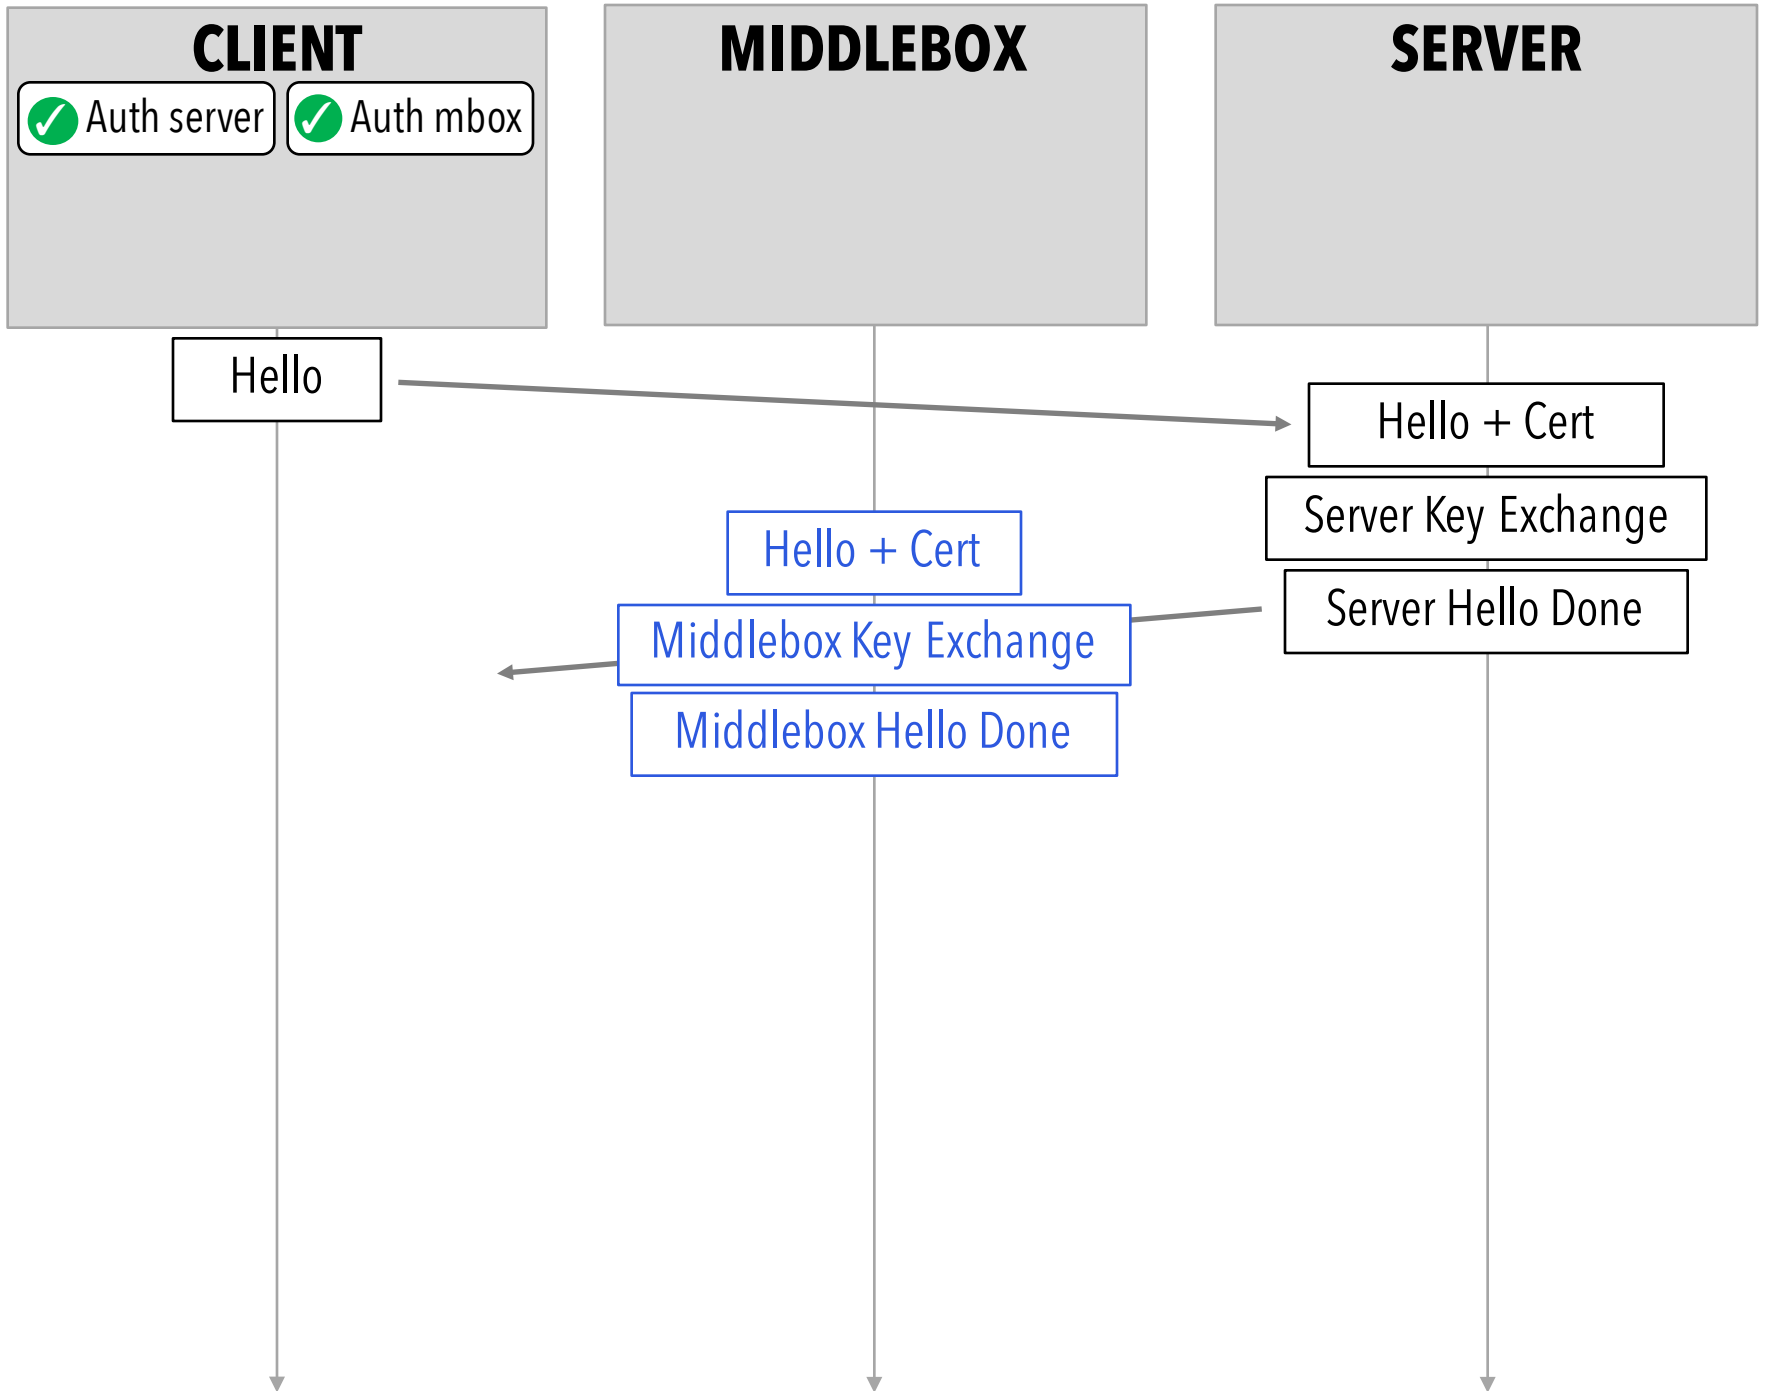 CLIENT
MIDDLEBOX
SERVER
Auth server
Auth mbox
Hello
Hello + Cert
Server Key Exchange
Server Hello Done
Hello + Cert
Middlebox Key Exchange
Middlebox Hello Done